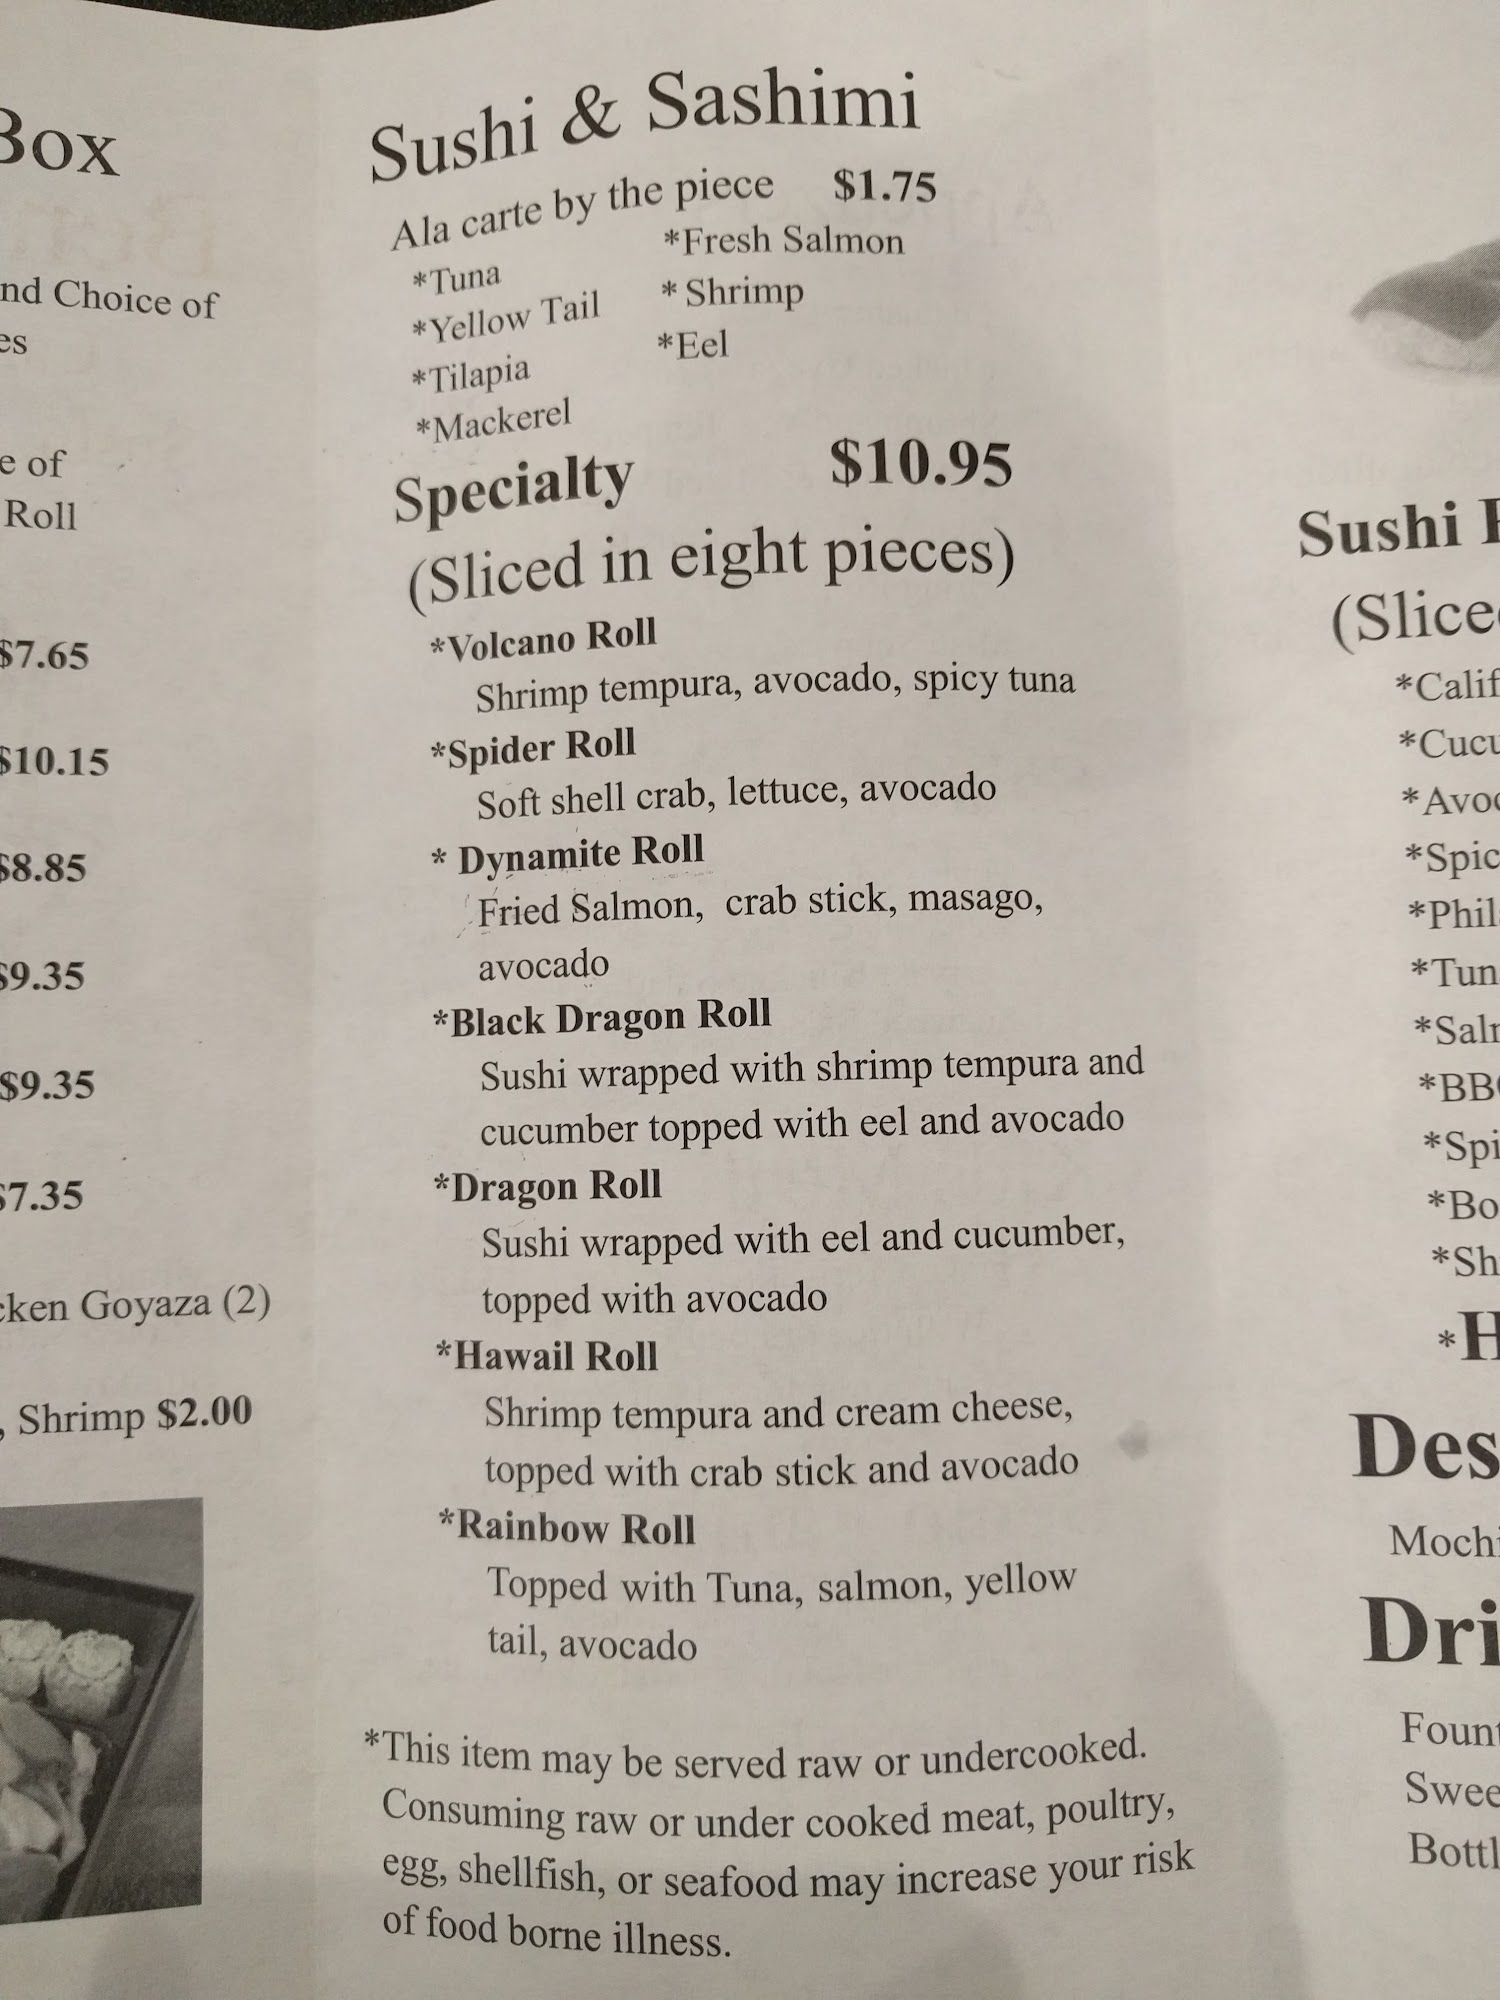 Box
Choice of
of
Roll
$7.65
$10.15
$8.85
$9.35
$9.35
$7.35
Goyaza (2)
, Shrimp $2.00
Sushi & Sashimi
Ala carte by the piece $1.75
*Tuna *Fresh Salmon
*Yellow Tail * Shrimp
*Tilapia *Eel
*Mackerel
Specialty $10.95
(Sliced in eight pieces)
*Volcano Roll
Shrimp tempura, avocado, spicy tuna
*Spider Roll
Soft shell crab, lettuce, avocado
* Dynamite Roll
Fried Salmon, crab stick, masago,
avocado
*Black Dragon Roll
Sushi wrapped with shrimp tempura and
cucumber topped with eel and avocado
*Dragon Roll
Sushi wrapped with eel and cucumber,
topped with avocado
*Hawail Roll
Shrimp tempura and cream cheese,
topped with crab stick and avocado
*Rainbow Roll
Topped with Tuna, salmon, yellow
tail, avocado
*This item may be served raw or undercooked.
Consuming raw or under cooked meat, poultry,
egg, shellfish, or seafood may increase your risk
of food borne illness.
Sushi
Mochi